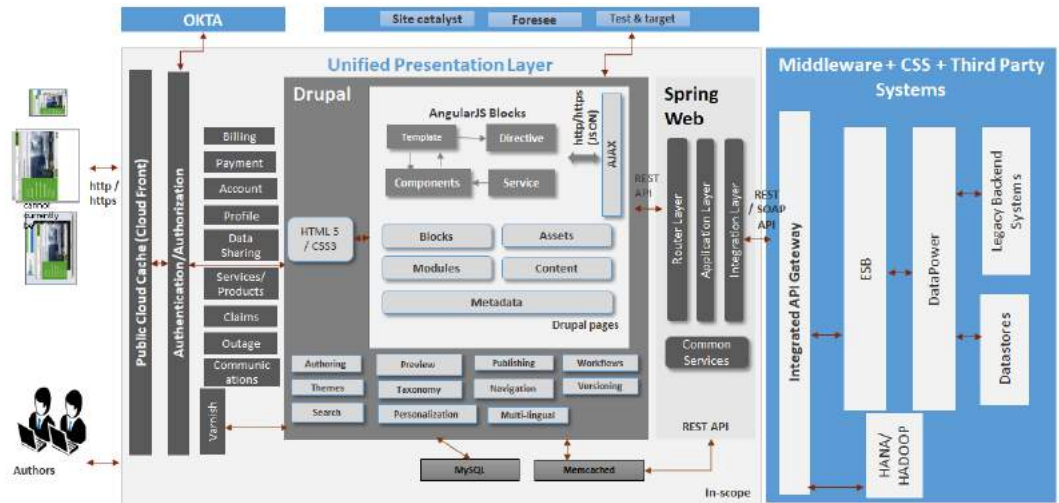 OKTA
Site catalyst
Foresee
Test & target
Unified Presentation Layer
Middleware + CSS + Third Party
Systems
http /
https
cannot
currently
Authors
Public Cloud Cache (Cloud Front)
Authentication/Authorization
Billing
Payment
Account
Profile
Data
Sharing
Services/
Products
Claims
Outage
Communic
ations
Varnish
Drupal
HTML 5
/ CSS3
AngularJS Blocks
Template
Directive
Components
Service
http/https
(JSON)
AJAX
Blocks
Assets
Modules
Content
Metadata
Drupal pages
Authoring
Preview
Publishing
Workflows
Themes
Taxonomy
Navigation
Versioning
Search
Personalization
Multi-lingual
MySQL
Memcached
REST
API
Spring
Web
Router Layer
Application Layer
Integration Layer
Common
Services
REST API
In-scope
REST
/ SOAP
API
Integrated API Gateway
ESB
DataPower
Legacy Backend
Systems
Datastores
HANA/
HADOOP